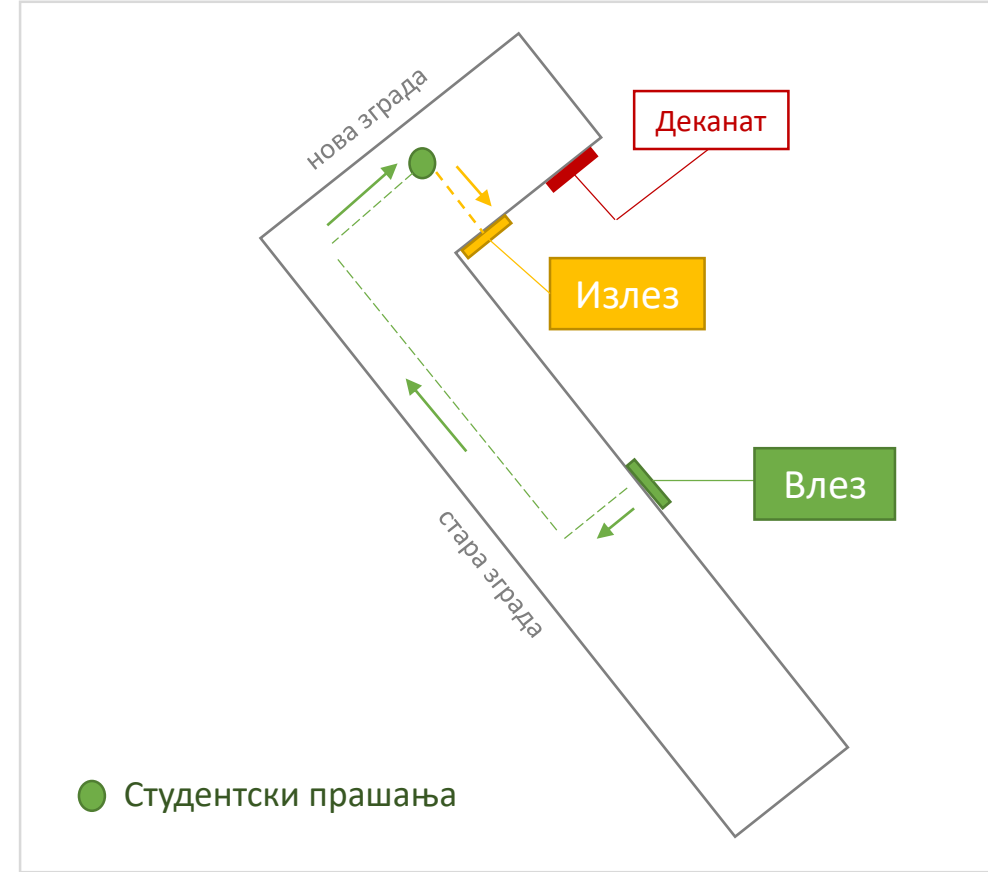 нова зграда
Деканат
Излез
Влез
стара зграда
Студентски прашања